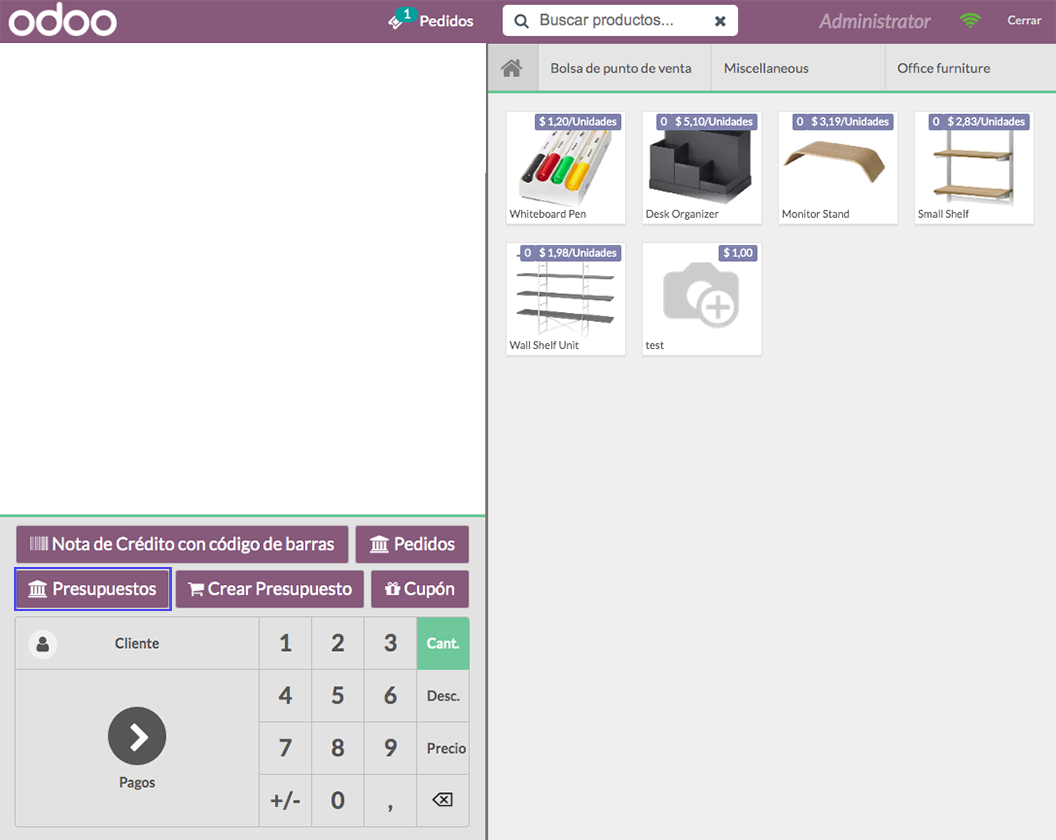 odoo
1
Pedidos
Buscar productos...
Administrator
Cerrar
Bolsa de punto de venta
Miscellaneous
Office furniture
$ 1,20/Unidades
Whiteboard Pen
0 $ 5,10/Unidades
Desk Organizer
0 $ 3,19/Unidades
Monitor Stand
0 $ 2,83/Unidades
Small Shelf
0 $ 1,98/Unidades
Wall Shelf Unit
$ 1,00
test
Nota de Crédito con código de barras
Pedidos
Presupuestos
Crear Presupuesto
Cupón
Cliente
1 2 3 Cant.
4 5 6 Desc.
7 8 9 Precio
+/- 0 ,
Pagos